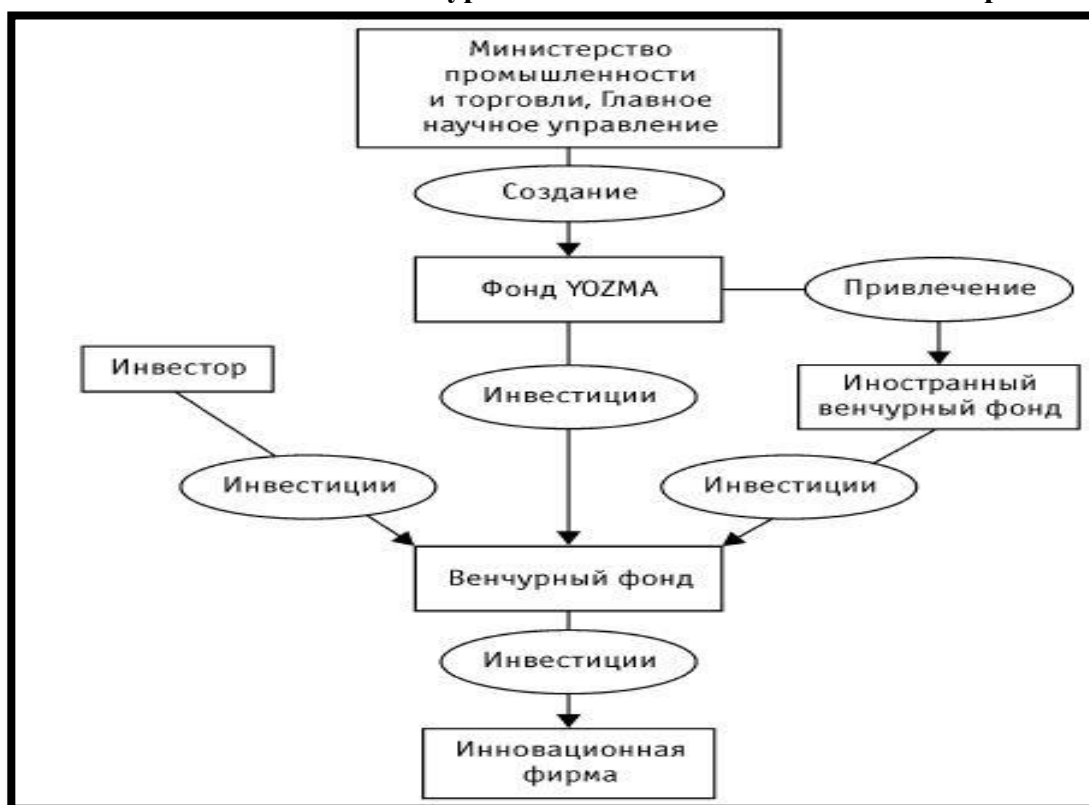 Министерство
промышленности
и торговли, Главное
научное управление
Создание
Фонд YOZMA
Привлечение
Инвестор
Инвестиции
Иностранный
венчурный фонд
Инвестиции
Инвестиции
Венчурный фонд
Инвестиции
Инновационная
фирма